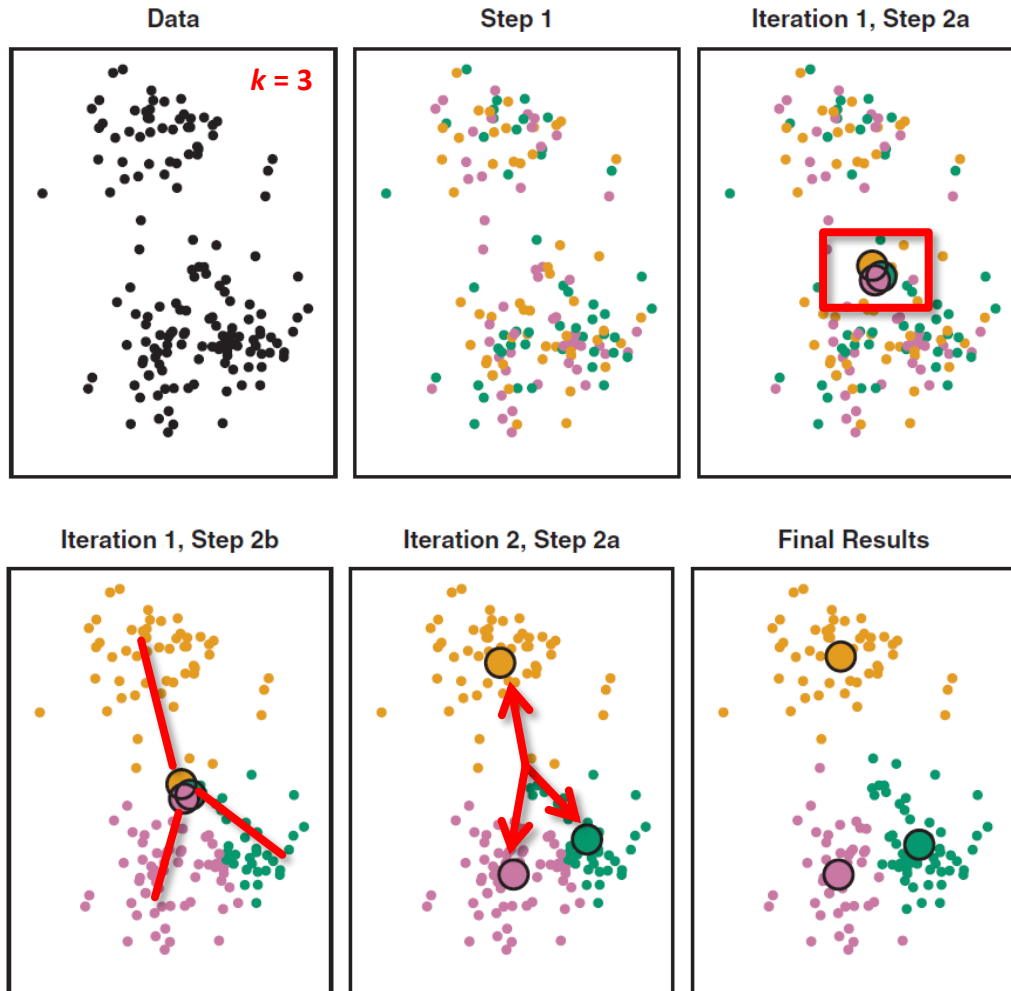 Data
k = 3
Step 1
Iteration 1, Step 2a
Iteration 1, Step 2b
Iteration 2, Step 2a
Final Results